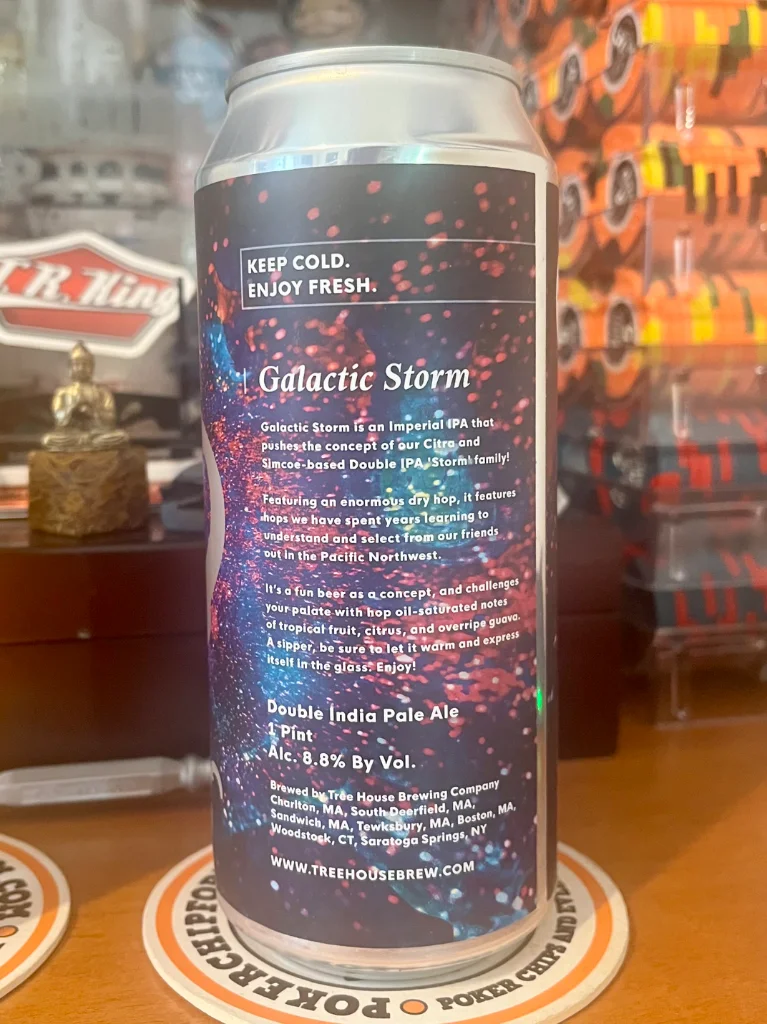 KEEP COLD.
ENJOY FRESH.
T.R. King
Galactic Storm
Galactic Storm is an Imperial IPA that
pushes the concept of our Citra and
Simcoe-based Double IPA 'Storm' family!
Featuring an enormous dry hop, it features
hops we have spent years learning to
understand and select from our friends
out in the Pacific Northwest.
It's a fun beer as a concept, and challenges
your palate with hop oil-saturated notes
of tropical fruit, citrus, and overripe guava.
A sipper, be sure to let it warm and express
itself in the glass. Enjoy!
Double India Pale Ale
1 Pint
Alc. 8.8% By Vol.
Brewed by Tree House Brewing Company
Charlton, MA, South Deerfield, MA,
Sandwich, MA, Tewksbury, MA, Boston, MA,
Woodstock, CT, Saratoga Springs, NY
WWW.TREEHOUSEBREW.COM
POKERCHIPFO
POKER CHIPS AND
.COM